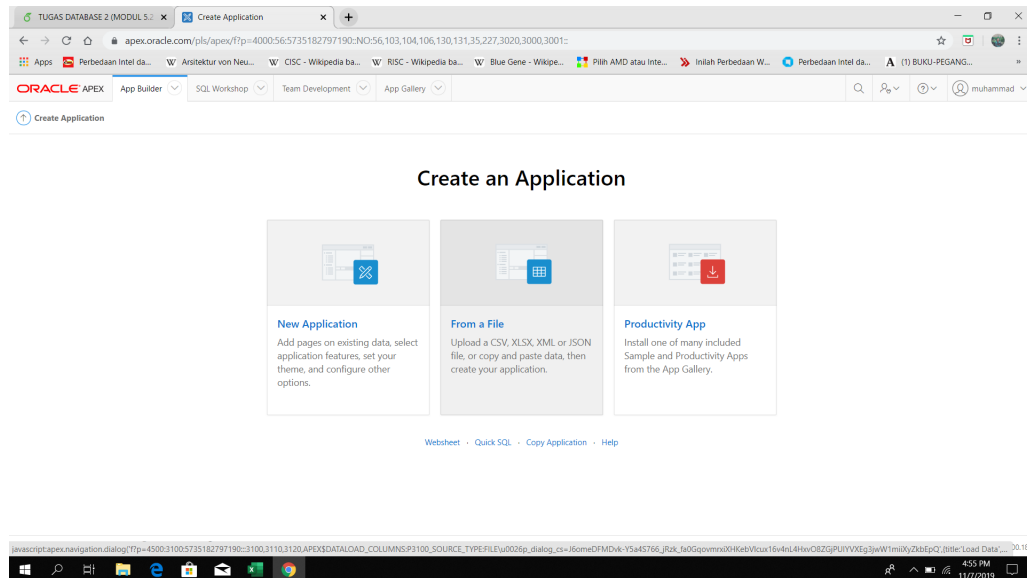 TUGAS DATABASE 2 (MODUL 5.2
Create Application
apex.oracle.com/pls/apex/f?p=4000:56:5735182797190::NO:56,103,104,106,130,131,35,227,3020,3000,3001::
Apps
Perbedaan Intel da...
Arsitektur von Neu...
CISC - Wikipedia ba...
RISC - Wikipedia ba...
Blue Gene - Wikipe...
Pilih AMD atau Inte...
Inilah Perbedaan W...
Perbedaan Intel da...
(1) BUKU-PEGANG...
ORACLE APEX
App Builder
SQL Workshop
Team Development
App Gallery
muhammad
Create Application
Create an Application
New Application
Add pages on existing data, select
application features, set your
theme, and configure other
options.
From a File
Upload a CSV, XLSX, XML or JSON
file, or copy and paste data, then
create your application.
Productivity App
Install one of many included
Sample and Productivity Apps
from the App Gallery.
Websheet · Quick SQL · Copy Application · Help
4:55 PM
11/7/2019